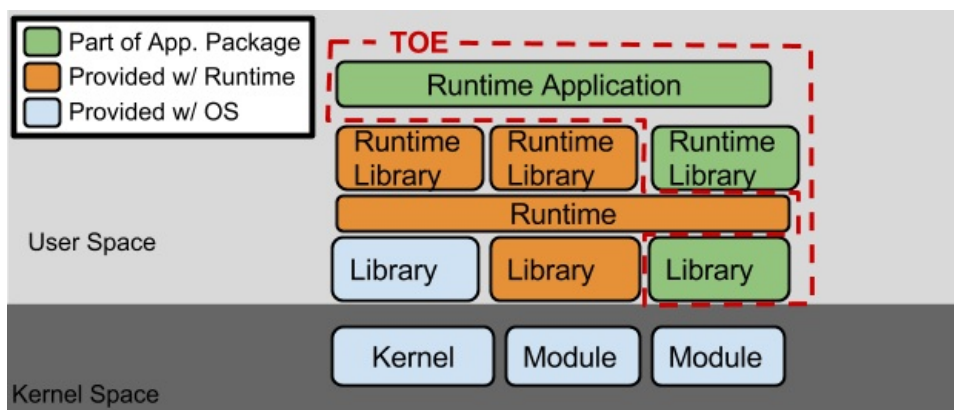 Part of App. Package
Provided w/ Runtime
Provided w/ OS
TOE
Runtime Application
Runtime
Library
Runtime
Library
Runtime
Library
Runtime
User Space
Library
Library
Library
Kernel
Module
Module
Kernel Space